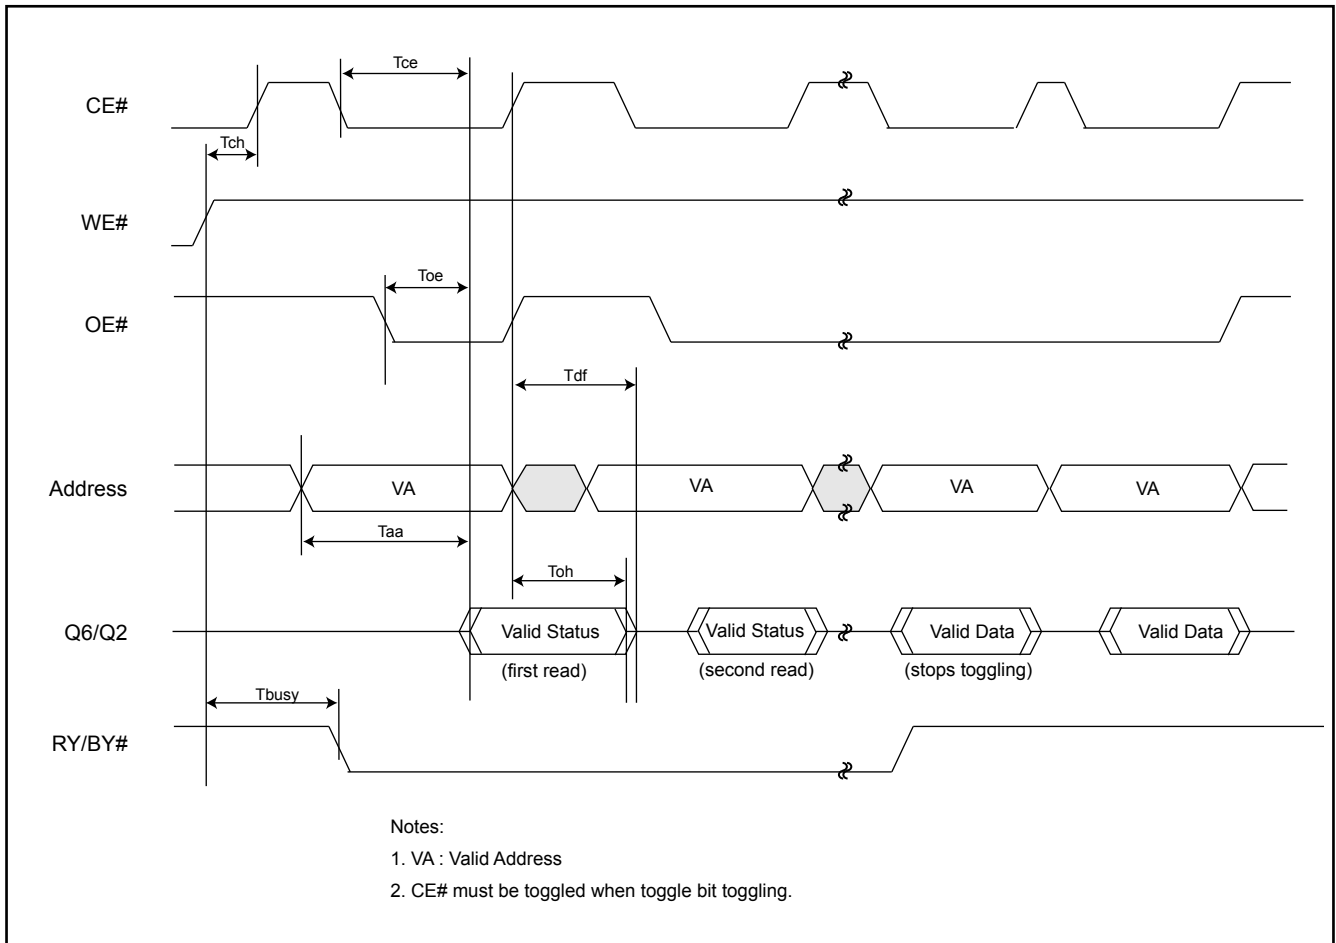 Tce
CE#
Tch
WE#
Toe
OE#
Tdf
Address VA VA VA VA
Taa
Toh
Q6/Q2 Valid Status Valid Status Valid Data Valid Data
(first read) (second read) (stops toggling)
Tbusy
RY/BY#
Notes:
1. VA : Valid Address
2. CE# must be toggled when toggle bit toggling.